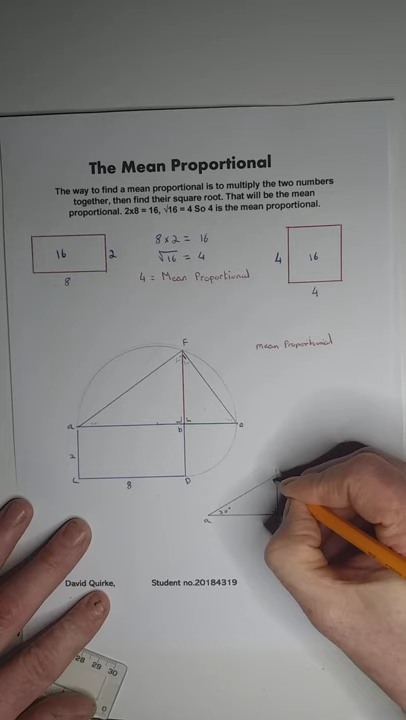 The Mean Proportional
The way to find a mean proportional is to multiply the two numbers
together, then find their square root. That will be the mean
proportional. 2x8 = 16, √16 = 4 So 4 is the mean proportional.
16
2
8
8 x 2 = 16
√16 = 4
4 = Mean Proportional
4
16
4
mean Proportional
F
a
b
2
C
8
D
a
30°
David Quirke,
Student no.20184319
28 29 30
0